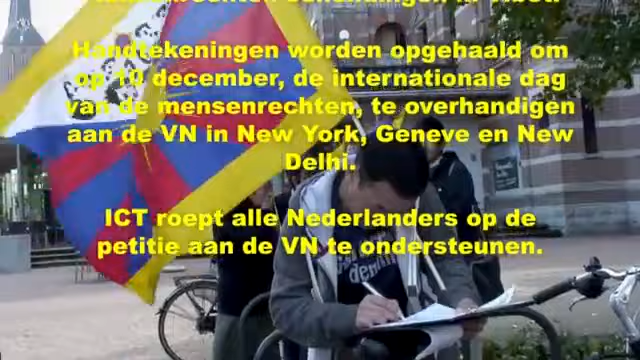 Handtekeningen worden opgehaald om
op 10 december, de internationale dag
van de mensenrechten, te overhandigen
aan de VN in New York, Geneve en New
Delhi.
ICT roept alle Nederlanders op de
petitie aan de VN te ondersteunen.